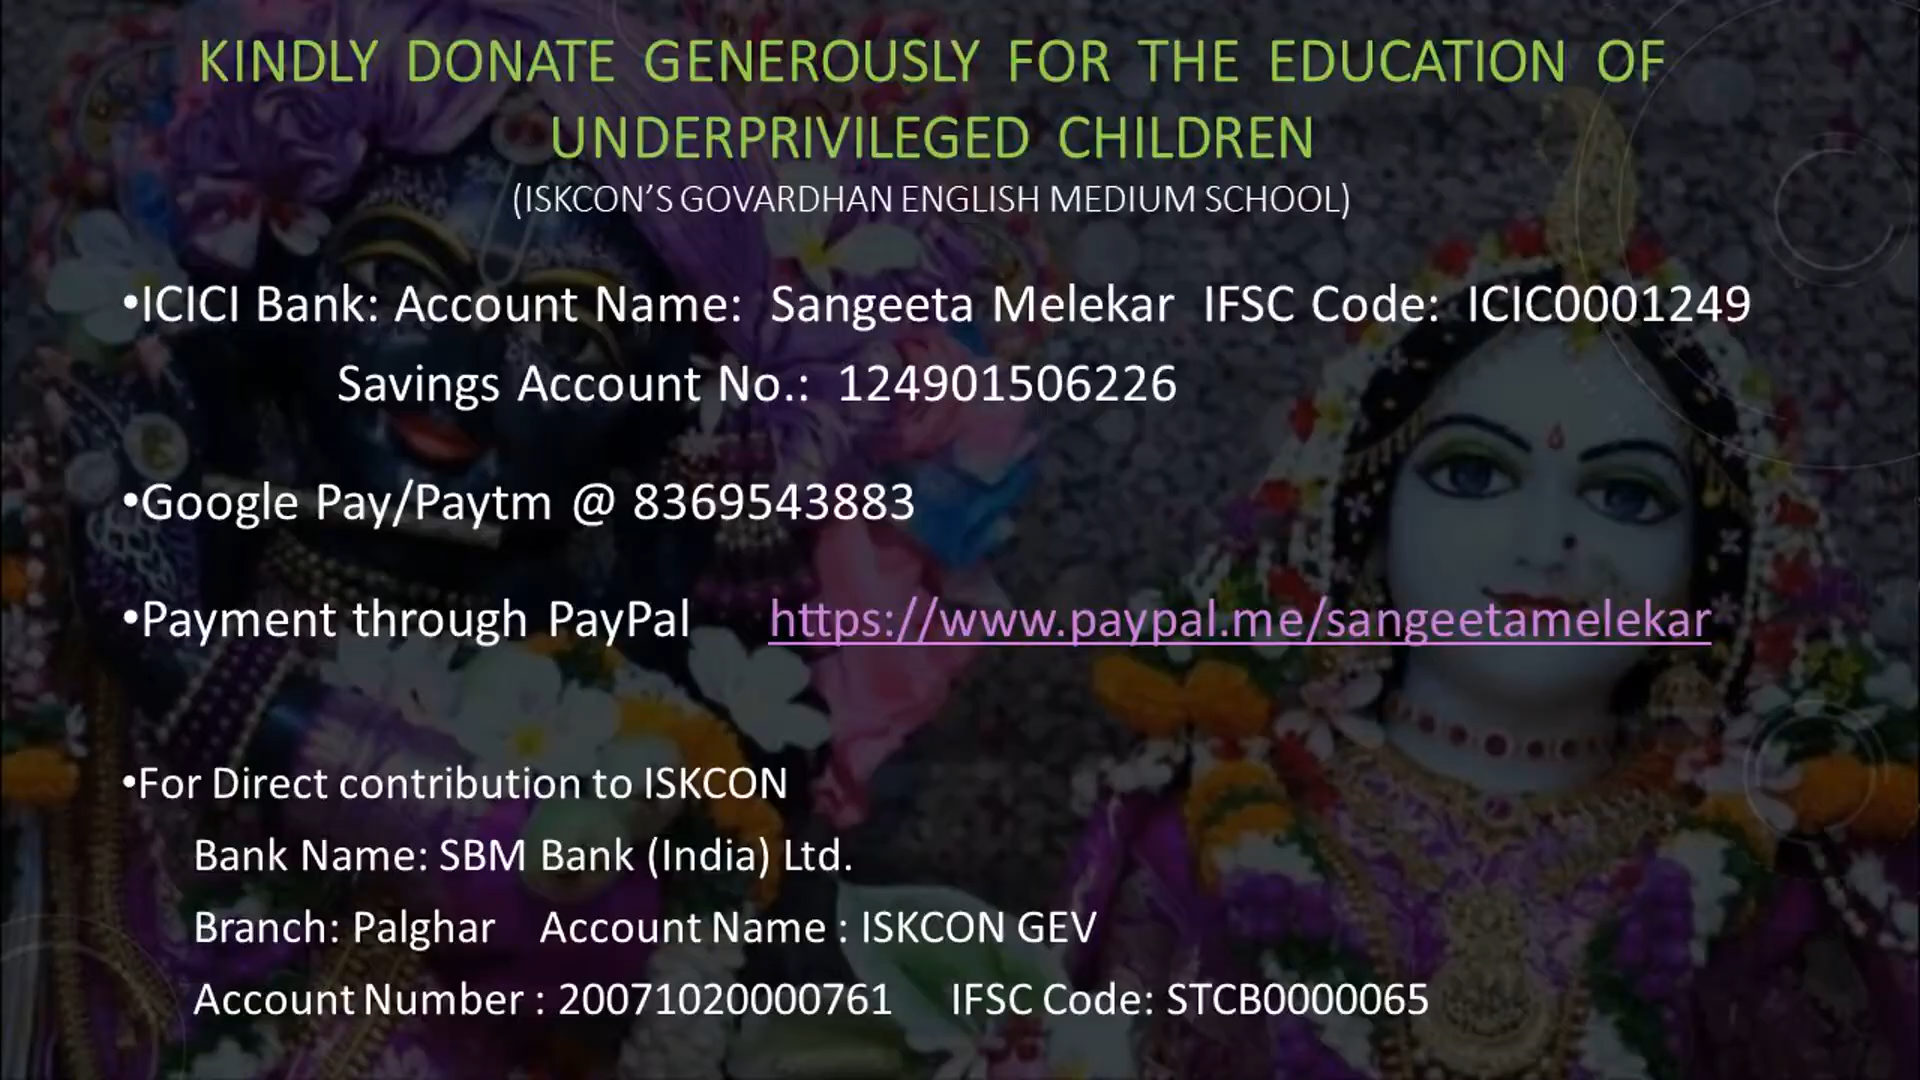 KINDLY DONATE GENEROUSLY FOR THE EDUCATION OF
UNDERPRIVILEGED CHILDREN
(ISKCON’S GOVARDHAN ENGLISH MEDIUM SCHOOL)
•ICICI Bank: Account Name: Sangeeta Melekar IFSC Code: ICIC0001249
Savings Account No.: 124901506226
•Google Pay/Paytm @ 8369543883
•Payment through PayPal https://www.paypal.me/sangeetamelekar
•For Direct contribution to ISKCON
Bank Name: SBM Bank (India) Ltd.
Branch: Palghar Account Name : ISKCON GEV
Account Number : 20071020000761 IFSC Code: STCB0000065